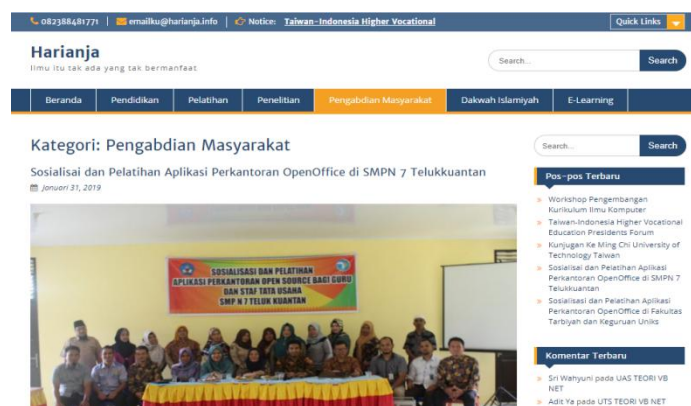 082388481771 | emailku@harianja.info | Notice: Taiwan-Indonesia Higher Vocational
Quick Links
Harianja
Ilmu itu tak ada yang tak bermanfaat
Search...
Search
Beranda Pendidikan Pelatihan Penelitian Pengabdian Masyarakat Dakwah Islamiyah E-Learning
Kategori: Pengabdian Masyarakat
Sosialisai dan Pelatihan Aplikasi Perkantoran OpenOffice di SMPN 7 Telukkuantan
Januari 31, 2019
SOSIALISASI DAN PELATIHAN
APLIKASI PERKANTORAN OPEN SOURCE BAGI GURU
DAN STAF TATA USAHA
SMP N 7 TELUK KUANTAN
Search...
Search
Pos-pos Terbaru
Workshop Pengembangan
Kurikulum Ilmu Komputer
Taiwan-Indonesia Higher Vocational
Education Presidents Forum
Kunjugan Ke Ming Chi University of
Technology Taiwan
Sosialisai dan Pelatihan Aplikasi
Perkantoran OpenOffice di SMPN 7
Telukkuantan
Sosialisasi dan Pelatihan Aplikasi
Perkantoran OpenOffice di Fakultas
Tarbiyah dan Keguruan Uniks
Komentar Terbaru
Sri Wahyuni pada UAS TEORI VB
NET
Adit Ya pada UTS TEORI VB NET